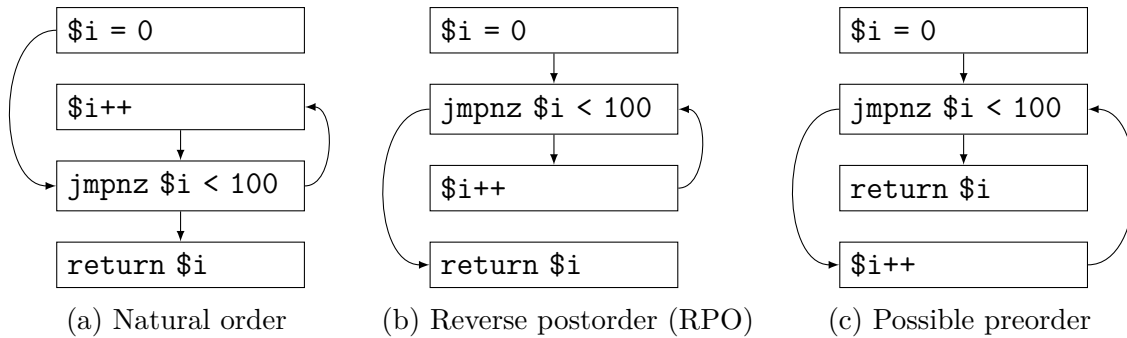 $i = 0
$i++
jmpnz $i < 100
return $i
(a) Natural order
$i = 0
jmpnz $i < 100
$i++
return $i
(b) Reverse postorder (RPO)
$i = 0
jmpnz $i < 100
return $i
$i++
(c) Possible preorder